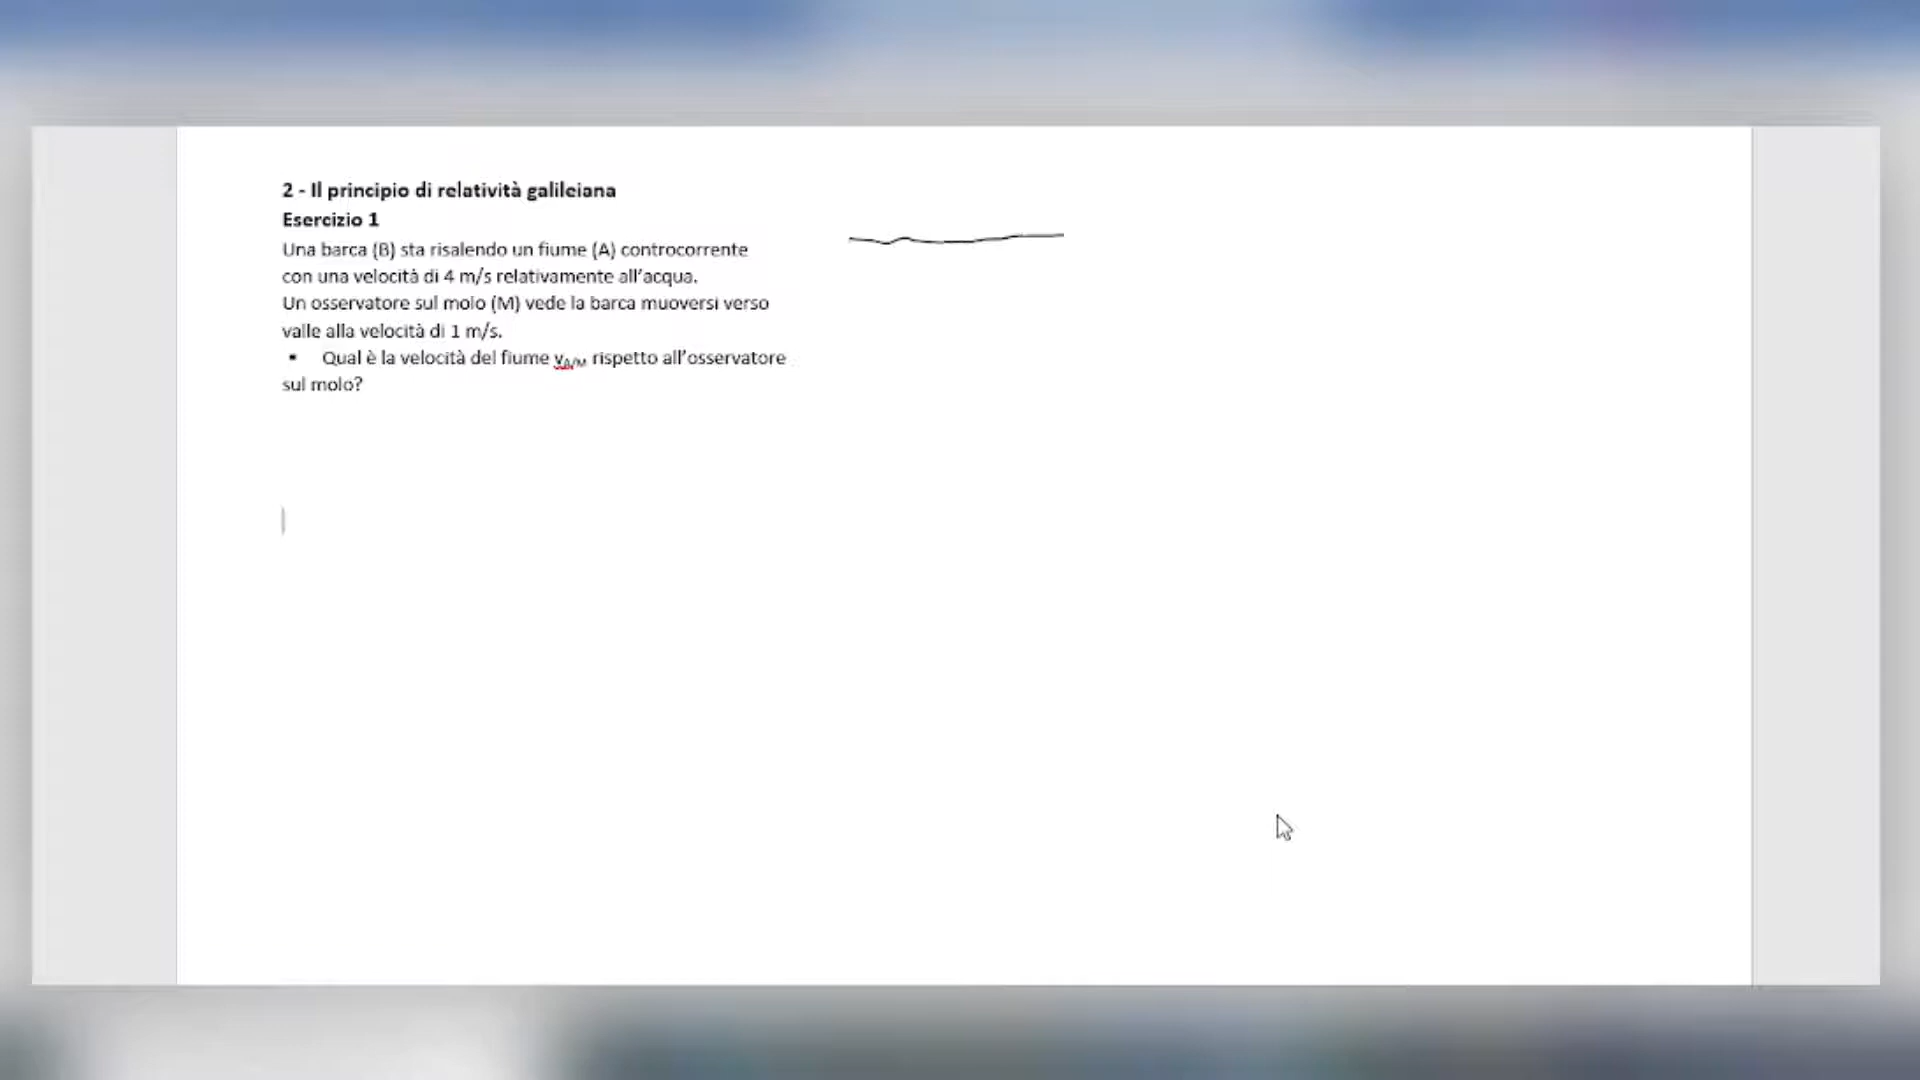 2 - Il principio di relatività galileiana
Esercizio 1
Una barca (B) sta risalendo un fiume (A) controcorrente
con una velocità di 4 m/s relativamente all'acqua.
Un osservatore sul molo (M) vede la barca muoversi verso
valle alla velocità di 1 m/s.
▪ Qual è la velocità del fiume vA/M rispetto all'osservatore
sul molo?